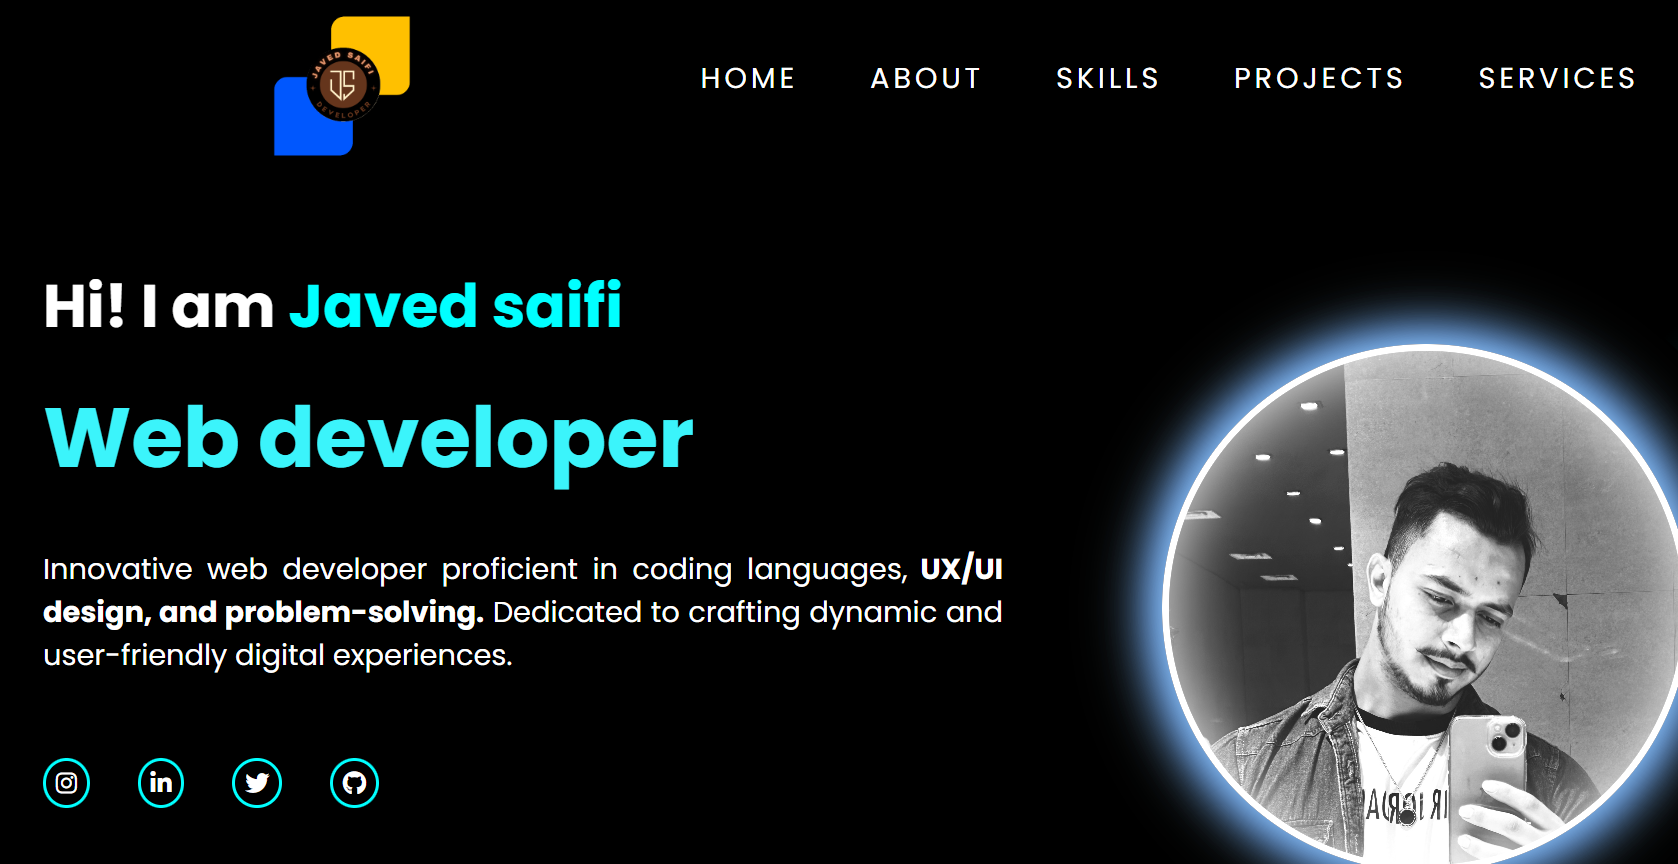 JAVED SAIFI
JS
DEVELOPER
HOME ABOUT SKILLS PROJECTS SERVICES
Hi! I am Javed saifi
Web developer
Innovative web developer proficient in coding languages, UX/UI
design, and problem-solving. Dedicated to crafting dynamic and
user-friendly digital experiences.
in